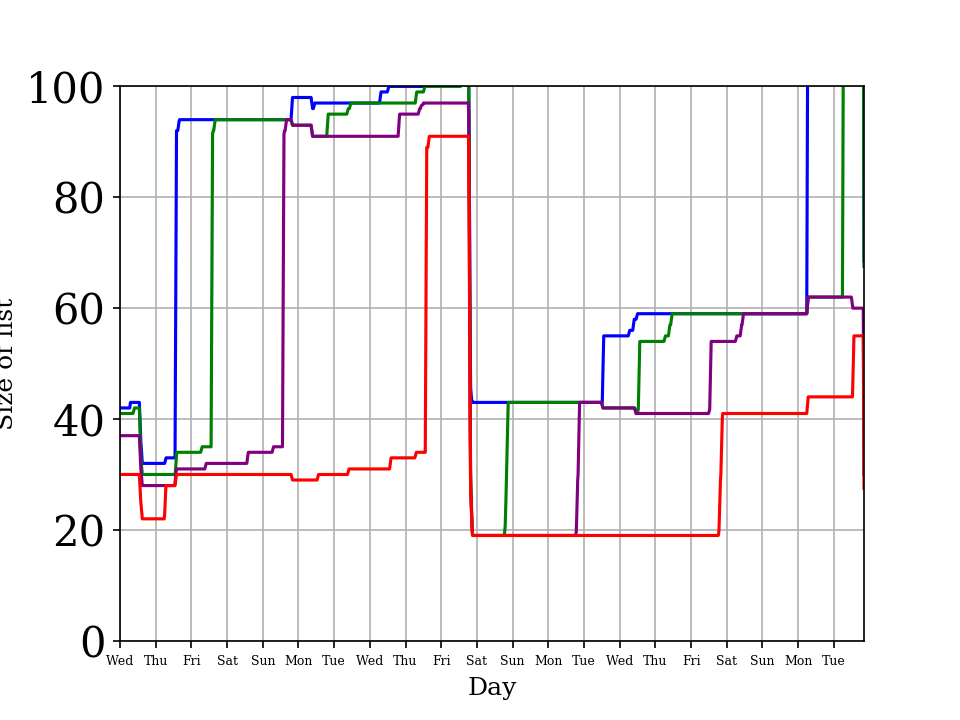 100
80
60
40
20
0
Size of list
Wed Thu Fri Sat Sun Mon Tue Wed Thu Fri Sat Sun Mon Tue Wed Thu Fri Sat Sun Mon Tue
Day